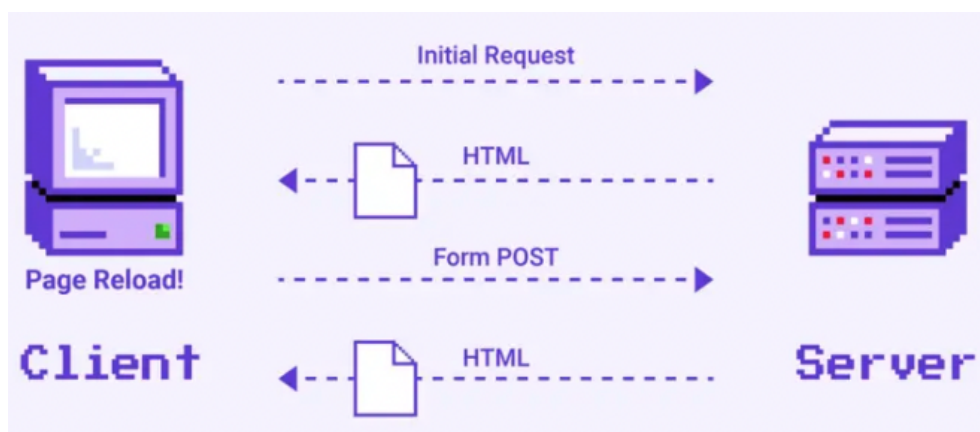 Initial Request
HTML
Form POST
Page Reload!
HTML
Client
Server